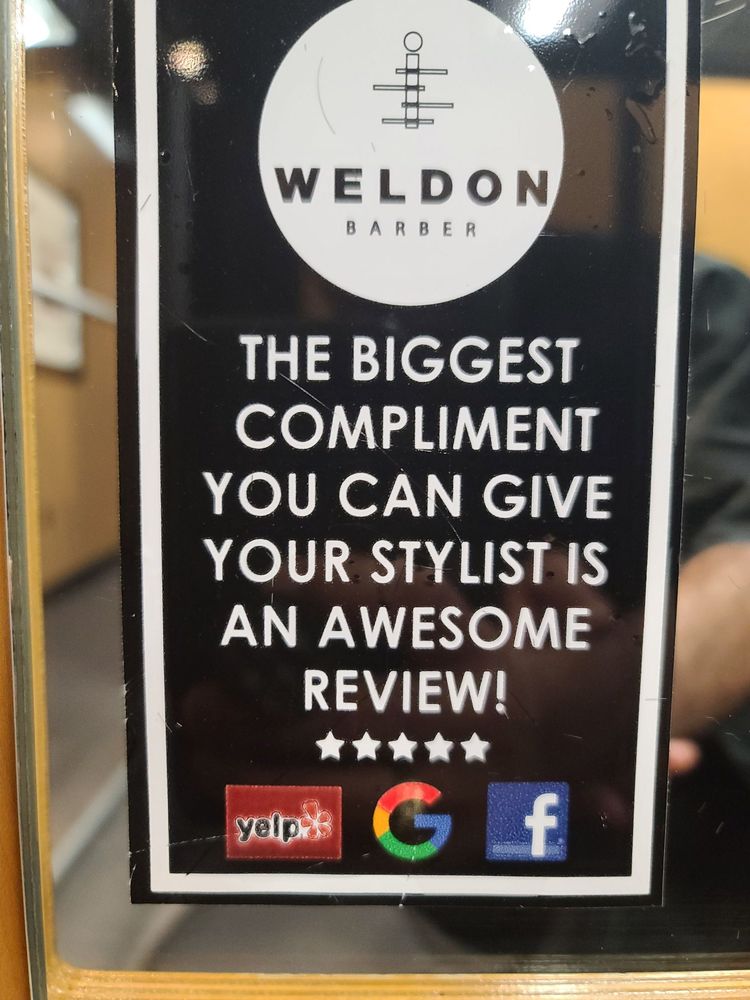 WELDON
BARBER
THE BIGGEST
COMPLIMENT
YOU CAN GIVE
YOUR STYLIST IS
AN AWESOME
REVIEW!
yelp G f